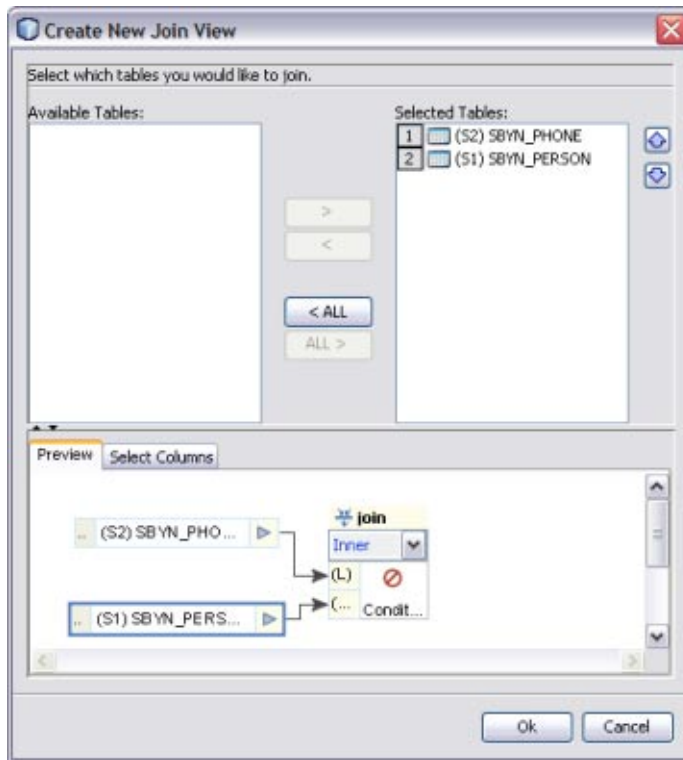 Create New Join View
Select which tables you would like to join.
Available Tables:
Selected Tables:
1 (S2) SBYN_PHONE
2 (S1) SBYN_PERSON
>
<
< ALL
ALL >
Preview
Select Columns
.. (S2) SBYN_PHO...
join
Inner
(L)
.. (S1) SBYN_PERS...
(...
Condit...
Ok
Cancel